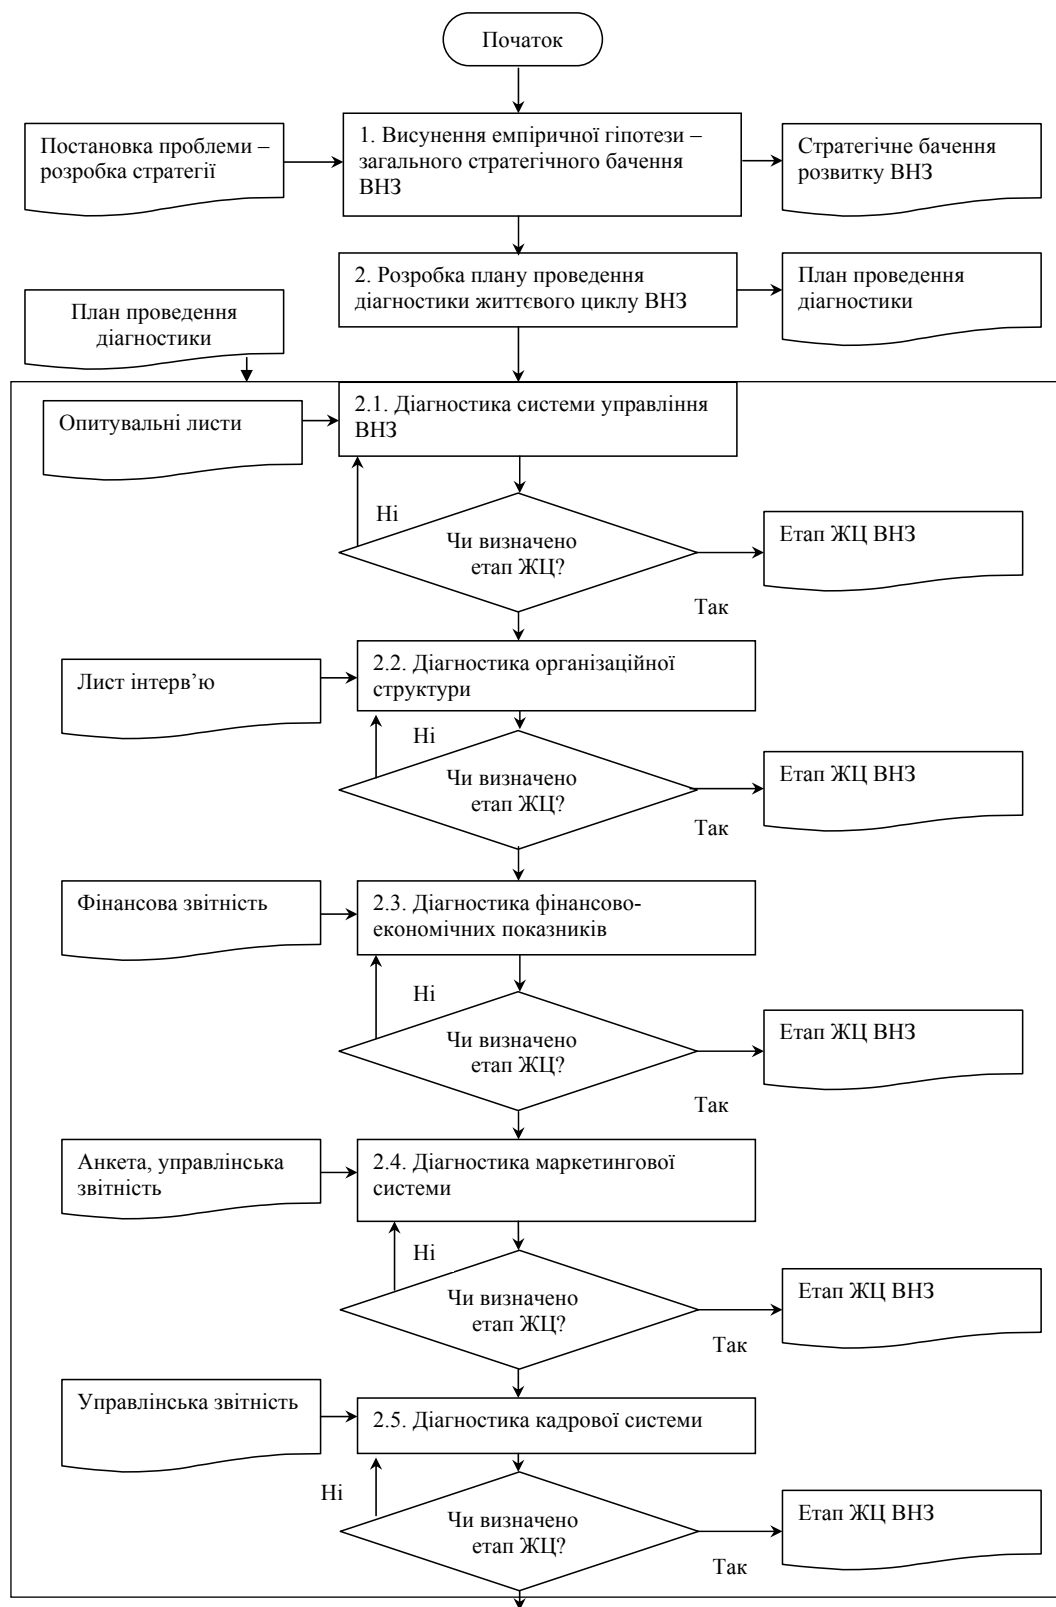 Початок
Постановка проблеми –
розробка стратегії
1. Висунення емпіричної гіпотези –
загального стратегічного бачення
ВНЗ
Стратегічне бачення
розвитку ВНЗ
2. Розробка плану проведення
діагностики життєвого циклу ВНЗ
План проведення
діагностики
План проведення
діагностики
Опитувальні листи
2.1. Діагностика системи управління
ВНЗ
Ні
Чи визначено
етап ЖЦ?
Етап ЖЦ ВНЗ
Так
Лист інтерв’ю
2.2. Діагностика організаційної
структури
Ні
Чи визначено
етап ЖЦ?
Етап ЖЦ ВНЗ
Так
Фінансова звітність
2.3. Діагностика фінансово-
економічних показників
Ні
Чи визначено
етап ЖЦ?
Етап ЖЦ ВНЗ
Так
Анкета, управлінська
звітність
2.4. Діагностика маркетингової
системи
Ні
Чи визначено
етап ЖЦ?
Етап ЖЦ ВНЗ
Так
Управлінська звітність
2.5. Діагностика кадрової системи
Ні
Чи визначено
етап ЖЦ?
Етап ЖЦ ВНЗ
Так